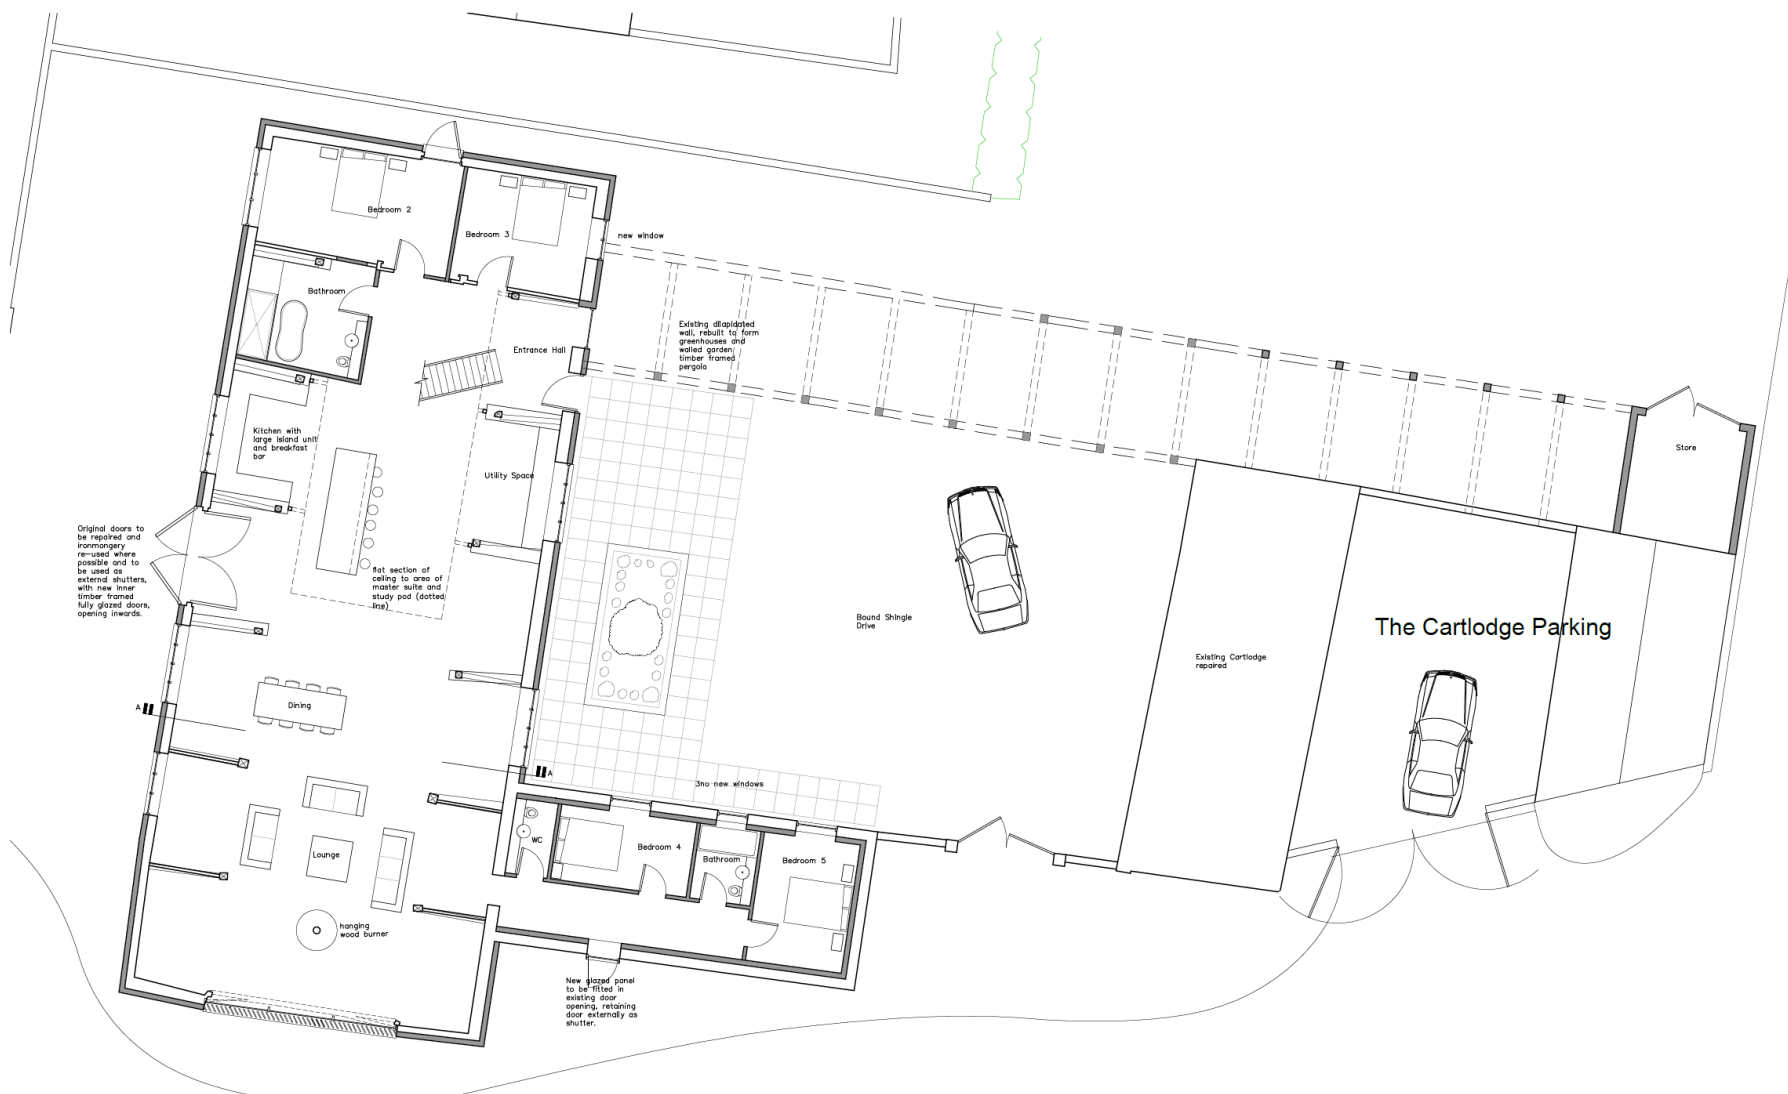 Bedroom 2
Bedroom 3
new window
Bathroom
Entrance Hall
Existing dilapidated
wall, rebuilt to form
greenhouses and
walled garden
timber framed
pergola
Kitchen with
large island unit
and breakfast
bar
Utility Space
Store
Original doors to
be repaired and
ironmongery
re-used where
possible and to
be used as
external shutters,
with new inner
timber framed
fully glazed doors,
opening inwards.
flat section of
ceiling to area of
master suite and
study pod (dotted
line)
Bound Shingle
Drive
The Cartlodge Parking
Existing Cartlodge
repaired
A
Dining
A
3no new windows
WC
Bedroom 4
Bathroom
Bedroom 5
Lounge
hanging
wood burner
New glazed panel
to be fitted in
existing door
opening, retaining
door externally as
shutter.